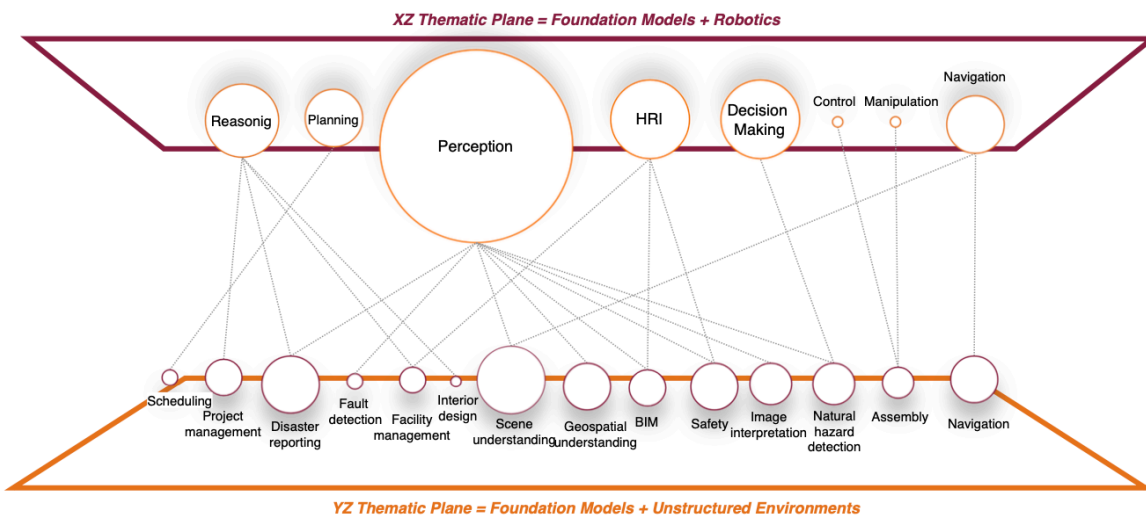 XZ Thematic Plane = Foundation Models + Robotics
Reasonig
Planning
Perception
HRI
Decision
Making
Control
Manipulation
Navigation
Scheduling
Project
management
Disaster
reporting
Fault
detection
Facility
management
Interior
design
Scene
understanding
Geospatial
understanding
BIM
Safety
Image
interpretation
Natural
hazard
detection
Assembly
Navigation
YZ Thematic Plane = Foundation Models + Unstructured Environments